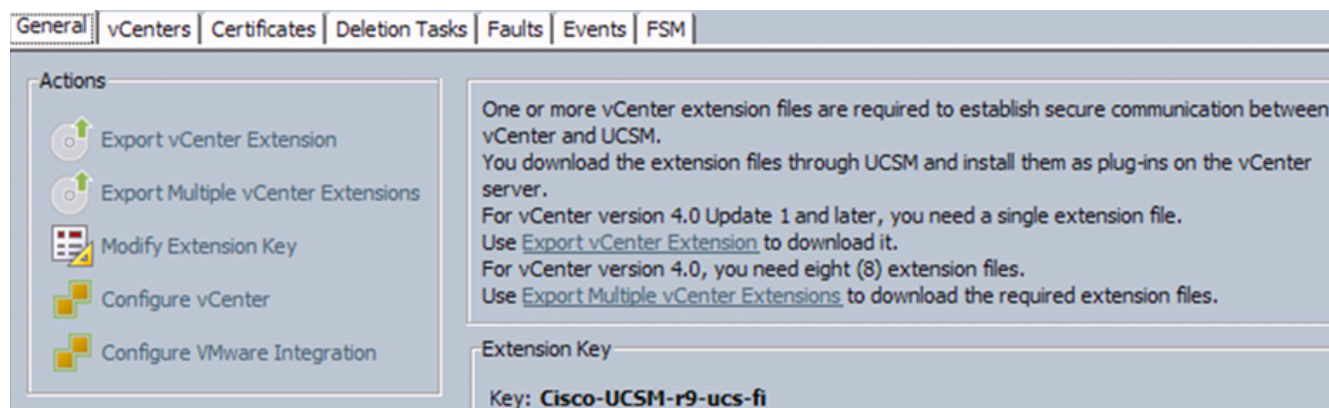 General
vCenters
Certificates
Deletion Tasks
Faults
Events
FSM
Actions
Export vCenter Extension
Export Multiple vCenter Extensions
Modify Extension Key
Configure vCenter
Configure VMware Integration
One or more vCenter extension files are required to establish secure communication between
vCenter and UCSM.
You download the extension files through UCSM and install them as plug-ins on the vCenter
server.
For vCenter version 4.0 Update 1 and later, you need a single extension file.
Use Export vCenter Extension to download it.
For vCenter version 4.0, you need eight (8) extension files.
Use Export Multiple vCenter Extensions to download the required extension files.
Extension Key
Key: Cisco-UCSM-r9-ucs-fi